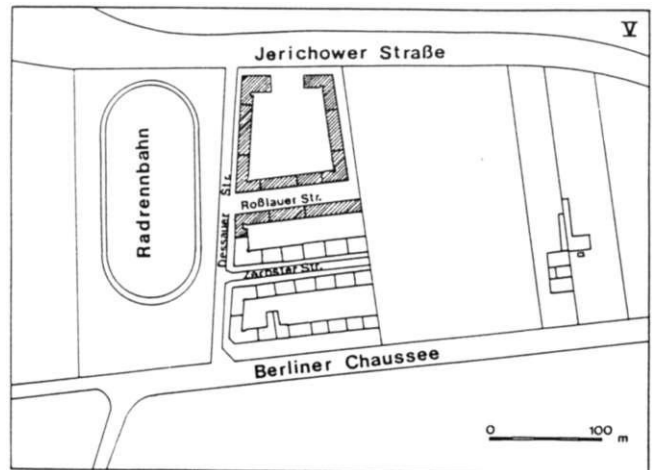 V
Jerichower Straße
Radrennbahn
Dessauer Str.
Roßlauer Str.
Zerbster Str.
Berliner Chaussee
0 100 m